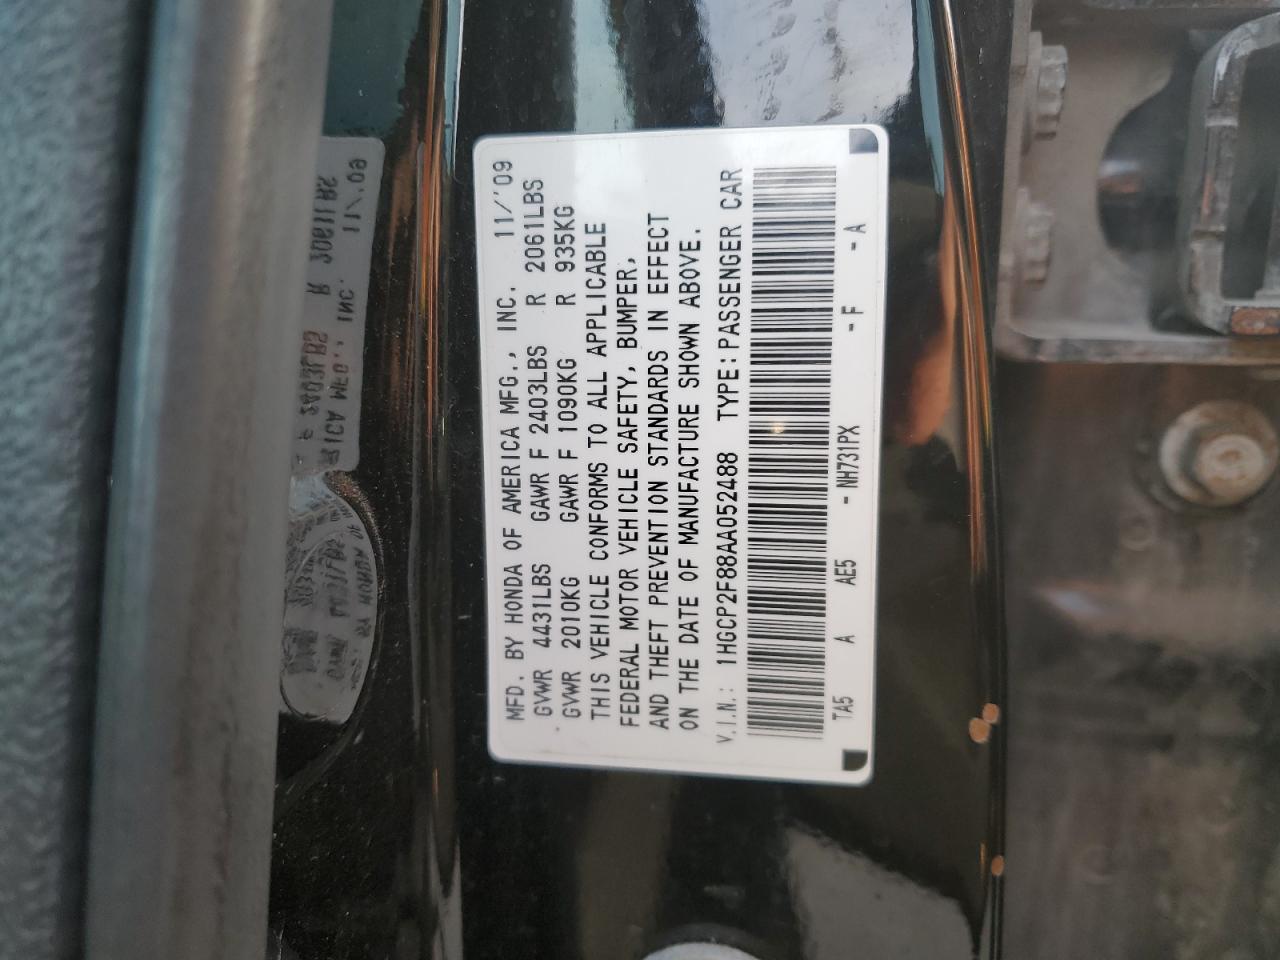 MFD. BY HONDA OF AMERICA MFG., INC. 11/'09
GVWR 4431LBS GAWR F 2403LBS R 2061LBS
GVWR 2010KG GAWR F 1090KG R 935KG
THIS VEHICLE CONFORMS TO ALL APPLICABLE
FEDERAL MOTOR VEHICLE SAFETY, BUMPER,
AND THEFT PREVENTION STANDARDS IN EFFECT
ON THE DATE OF MANUFACTURE SHOWN ABOVE.
V.I.N.: 1HGCP2F88AA052488 TYPE: PASSENGER CAR
TA5 A AE5 - NH731PX - F - A